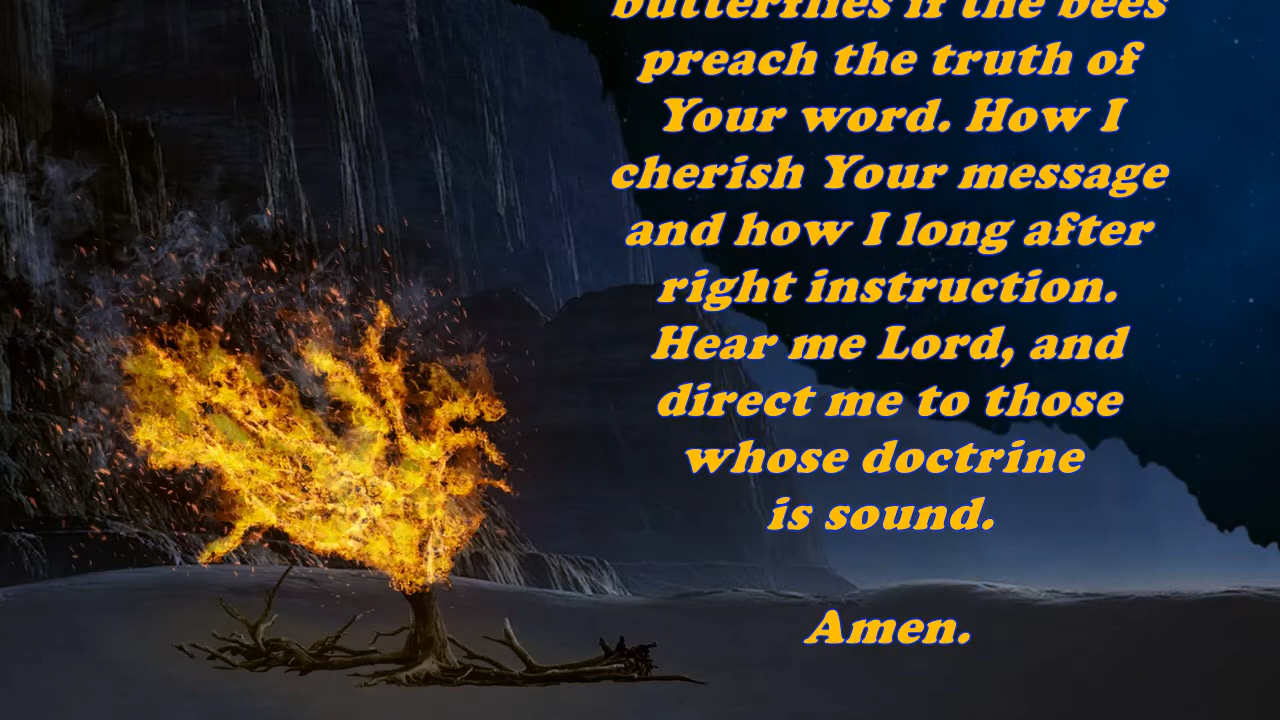 butterflies if the bees
preach the truth of
Your word. How I
cherish Your message
and how I long after
right instruction.
Hear me Lord, and
direct me to those
whose doctrine
is sound.
Amen.